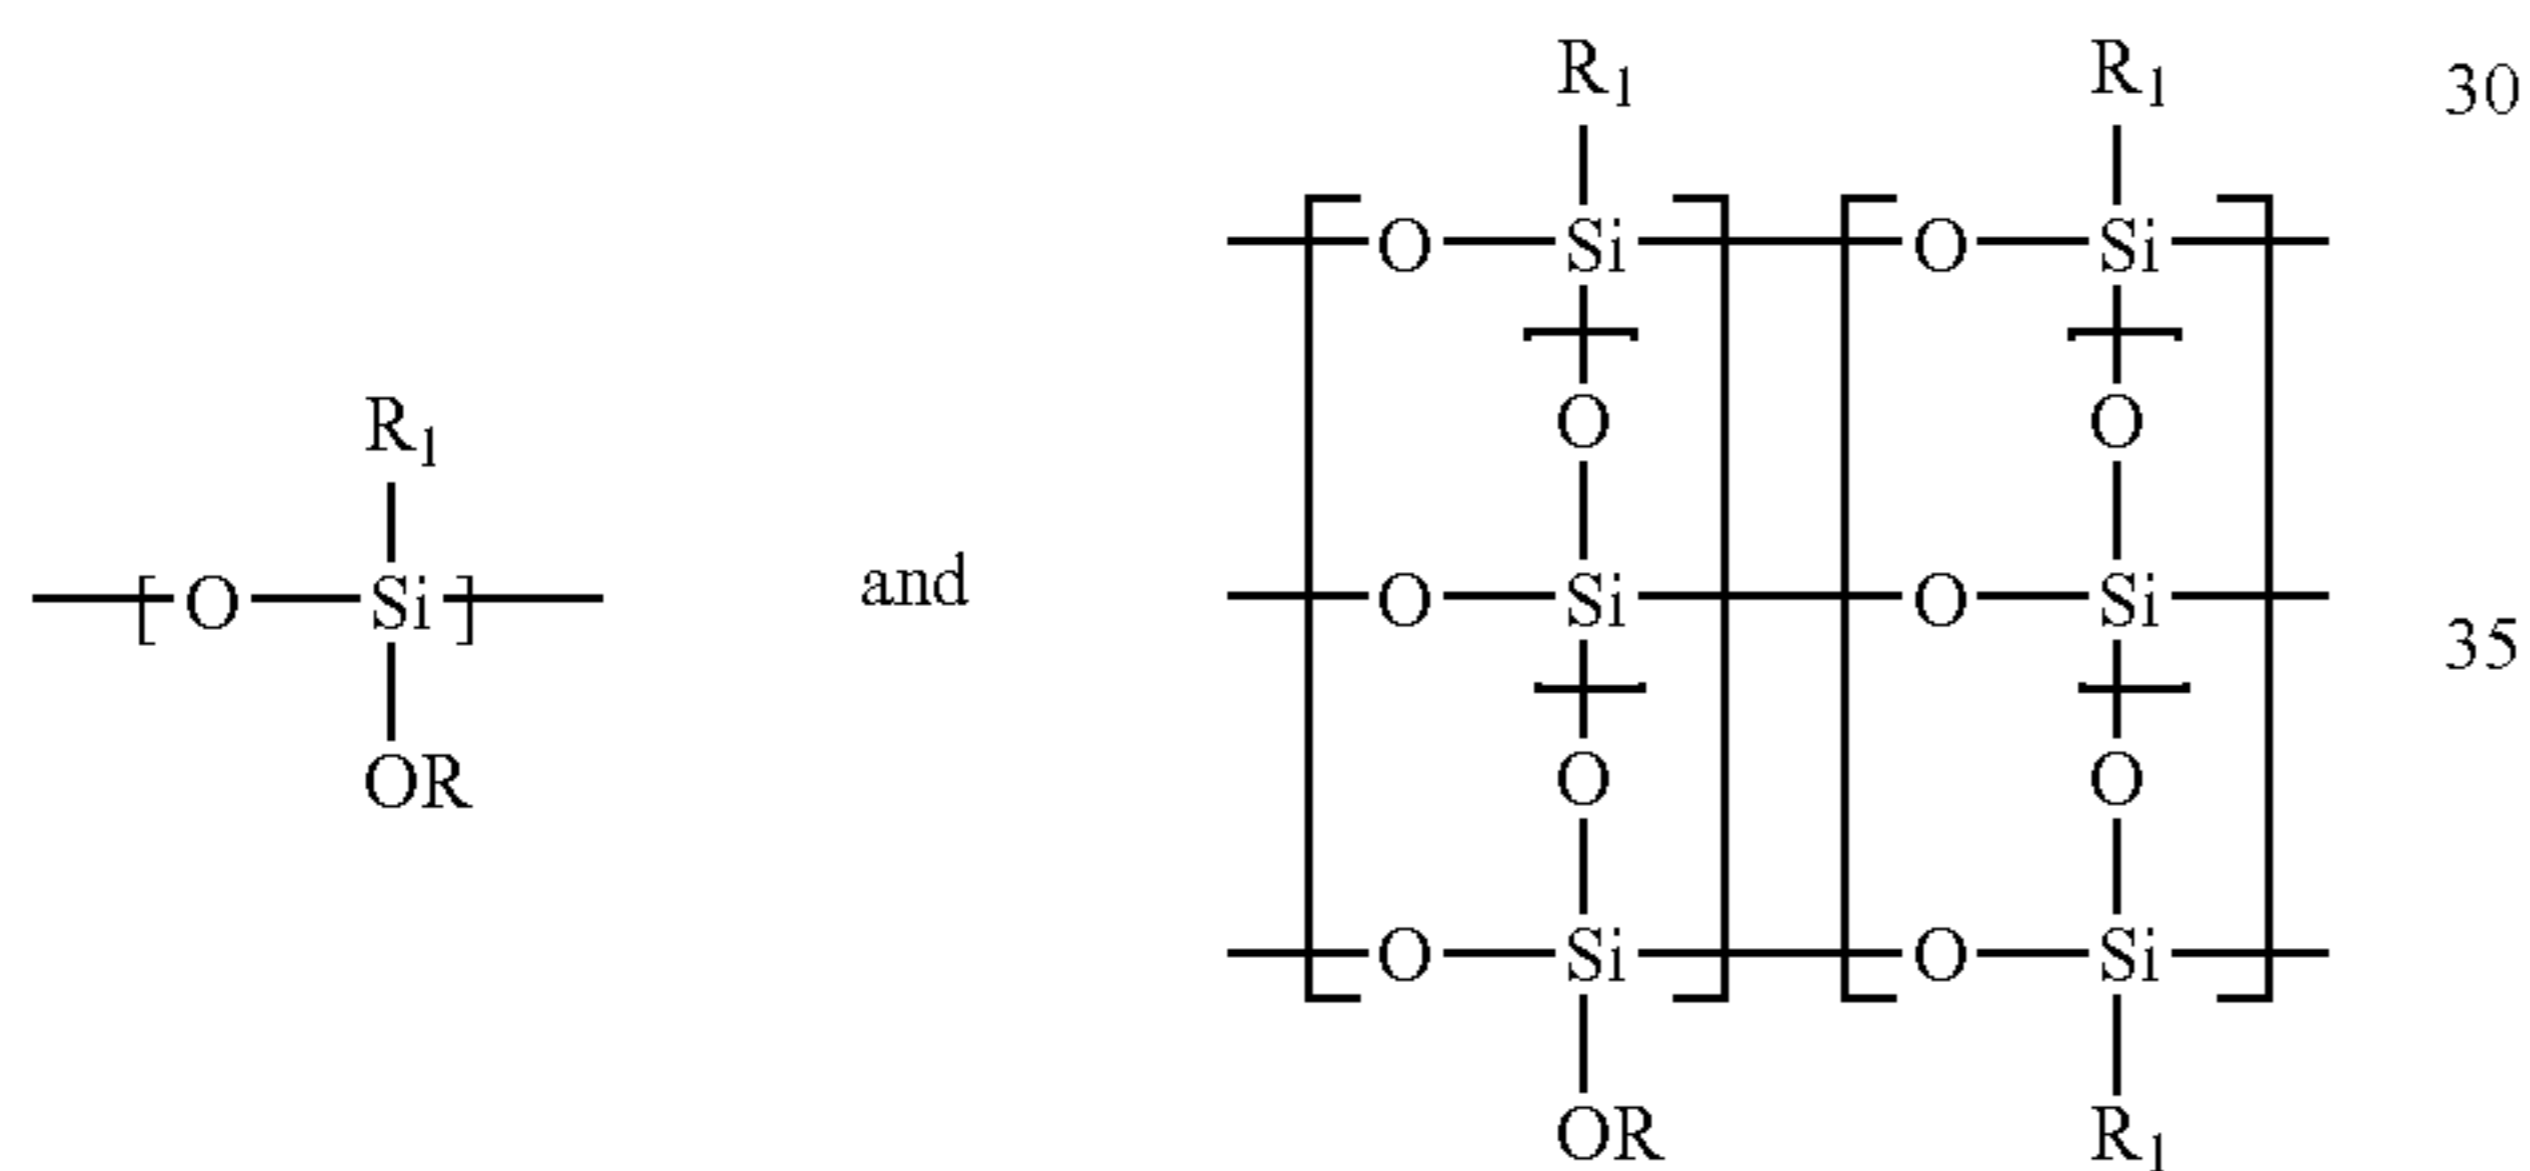 R1 R1 30
O Si O Si
O O
R1
[ O Si ] and O Si O Si 35
OR O O
O Si O Si
OR R1